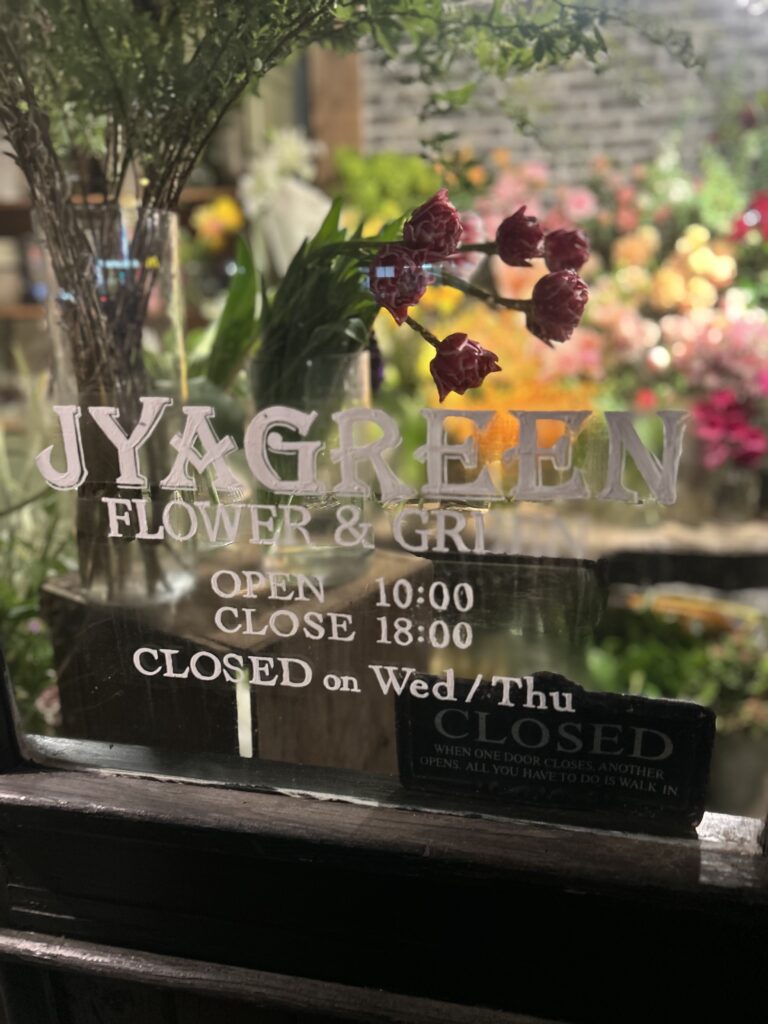 JYAGREEN
FLOWER & GREEN
OPEN 10:00
CLOSE 18:00
CLOSED on Wed / Thu
CLOSED
WHEN ONE DOOR CLOSES, ANOTHER
OPENS. ALL YOU HAVE TO DO IS WALK IN